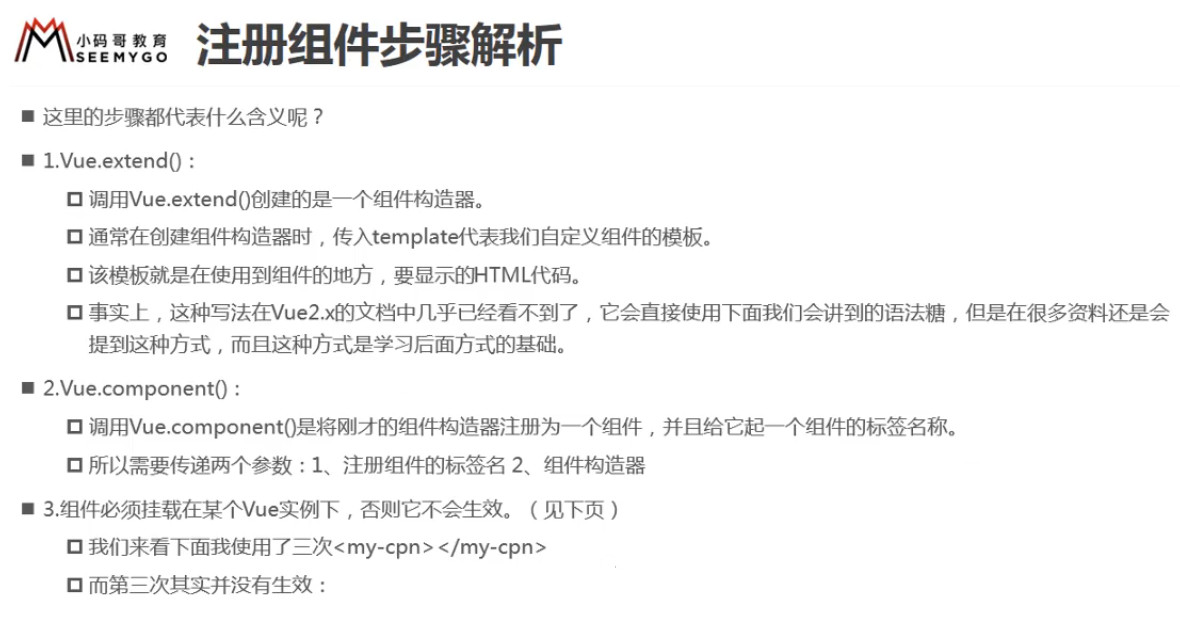 小码哥教育
SEEMYGO
注册组件步骤解析
■ 这里的步骤都代表什么含义呢？
■ 1.Vue.extend()：
调用Vue.extend()创建的是一个组件构造器。
通常在创建组件构造器时，传入template代表我们自定义组件的模板。
该模板就是在使用到组件的地方，要显示的HTML代码。
事实上，这种写法在Vue2.x的文档中几乎已经看不到了，它会直接使用下面我们会讲到的语法糖，但是在很多资料还是会
提到这种方式，而且这种方式是学习后面方式的基础。
■ 2.Vue.component()：
调用Vue.component()是将刚才的组件构造器注册为一个组件，并且给它起一个组件的标签名称。
所以需要传递两个参数：1、注册组件的标签名 2、组件构造器
■ 3.组件必须挂载在某个Vue实例下，否则它不会生效。（见下页）
我们来看下面我使用了三次<my-cpn></my-cpn>
而第三次其实并没有生效：